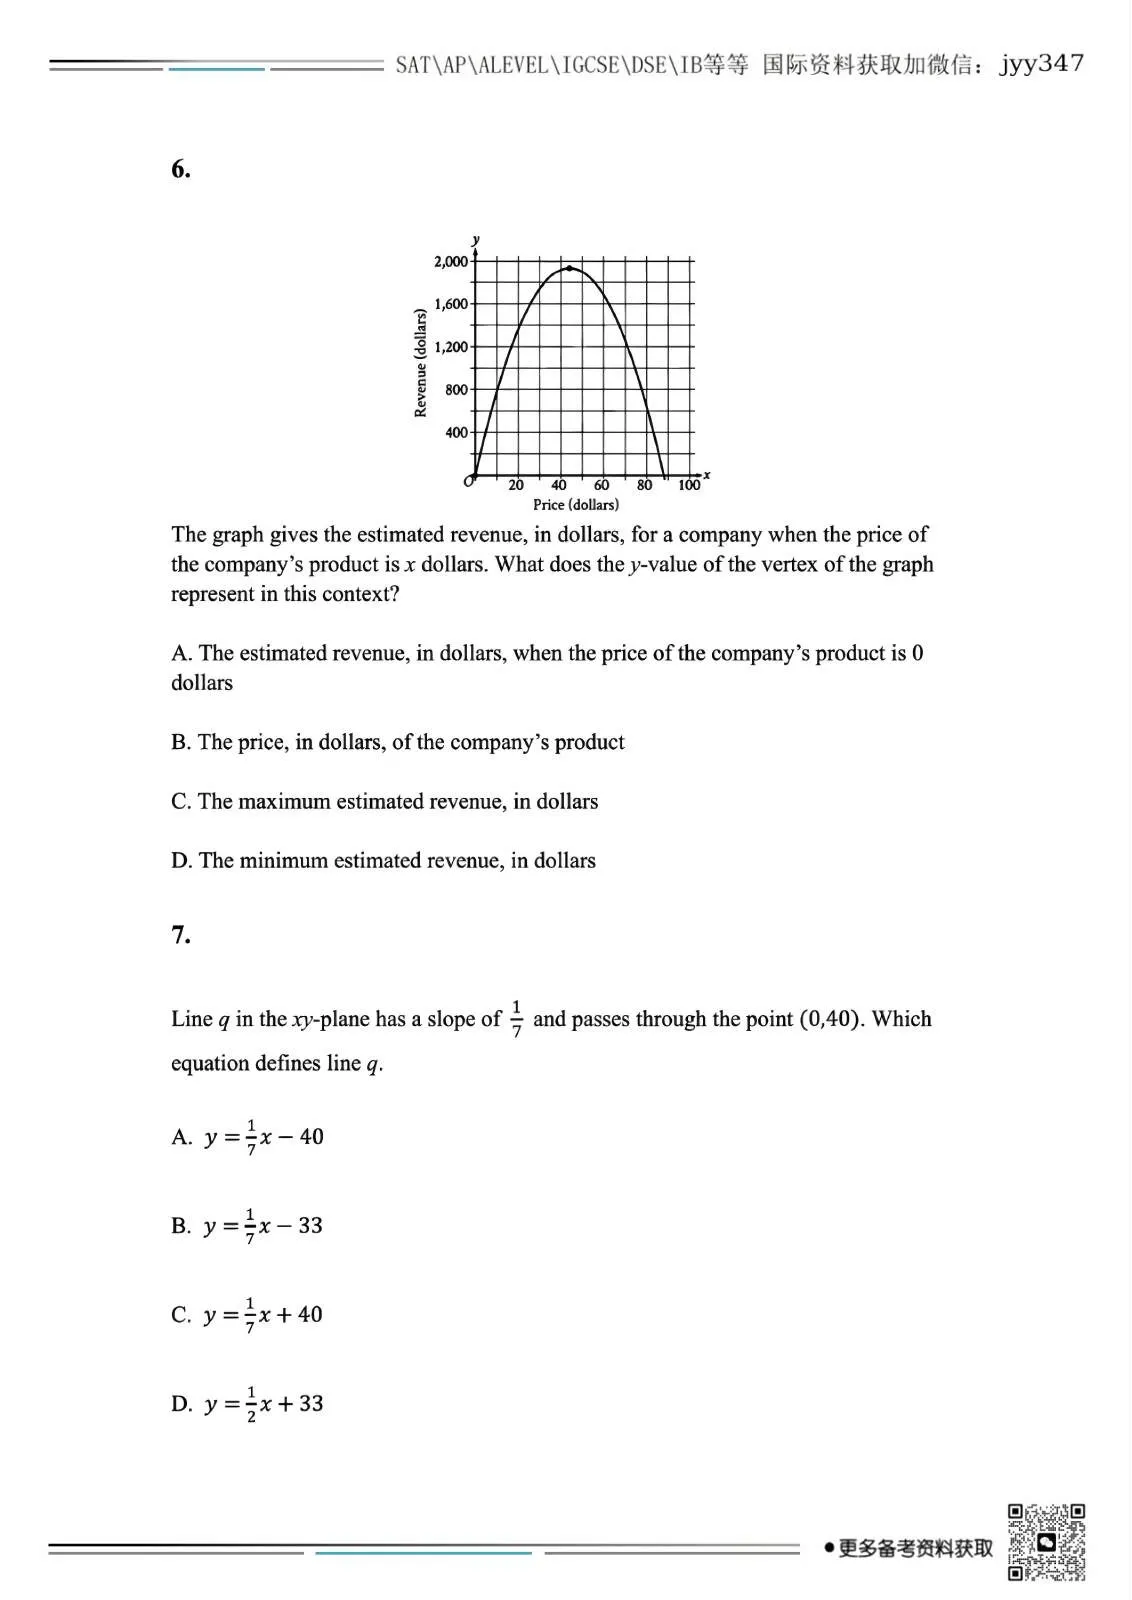 SAT\AP\ALEVEL\IGCSE\DSE\IB等等 国际资料获取加微信：jyy347
6.
y
2,000
1,600
1,200
800
400
Revenue (dollars)
O
20 40 60 80 100 x
Price (dollars)
The graph gives the estimated revenue, in dollars, for a company when the price of
the company's product is x dollars. What does the y-value of the vertex of the graph
represent in this context?
A. The estimated revenue, in dollars, when the price of the company's product is 0
dollars
B. The price, in dollars, of the company's product
C. The maximum estimated revenue, in dollars
D. The minimum estimated revenue, in dollars
7.
Line q in the xy-plane has a slope of 1/7 and passes through the point (0,40). Which
equation defines line q.
A. y = 1/7 x − 40
B. y = 1/7 x − 33
C. y = 1/7 x + 40
D. y = 1/2 x + 33
●更多备考资料获取